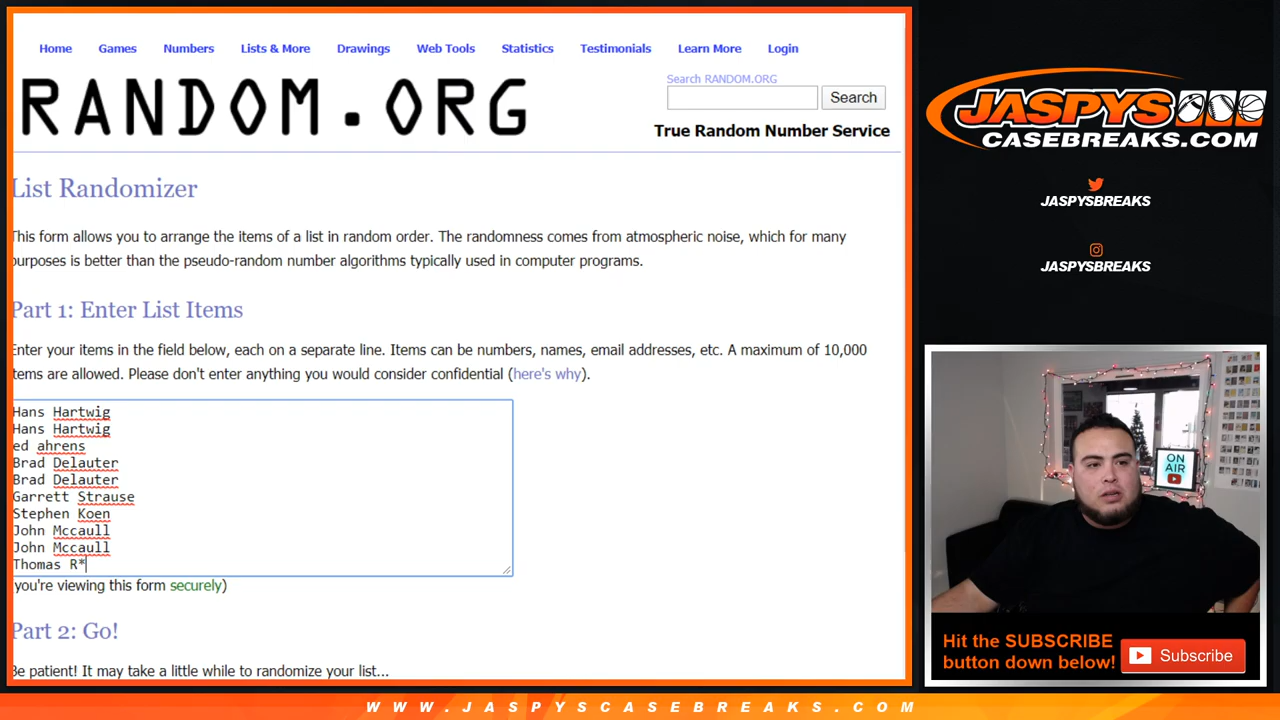 Home Games Numbers Lists & More Drawings Web Tools Statistics Testimonials Learn More Login
RANDOM.ORG
Search RANDOM.ORG
Search
True Random Number Service
List Randomizer
This form allows you to arrange the items of a list in random order. The randomness comes from atmospheric noise, which for many
purposes is better than the pseudo-random number algorithms typically used in computer programs.
Part 1: Enter List Items
Enter your items in the field below, each on a separate line. Items can be numbers, names, email addresses, etc. A maximum of 10,000
items are allowed. Please don't enter anything you would consider confidential (here's why).
Hans Hartwig
Hans Hartwig
ed ahrens
Brad Delauter
Brad Delauter
Garrett Strause
Stephen Koen
John Mccaull
John Mccaull
Thomas R*
you're viewing this form securely)
Part 2: Go!
Be patient! It may take a little while to randomize your list...
JASPYS
CASEBREAKS.COM
JASPYSBREAKS
JASPYSBREAKS
ON
AIR
Hit the SUBSCRIBE
button down below!
Subscribe
WWW.JASPYSCASEBREAKS.COM